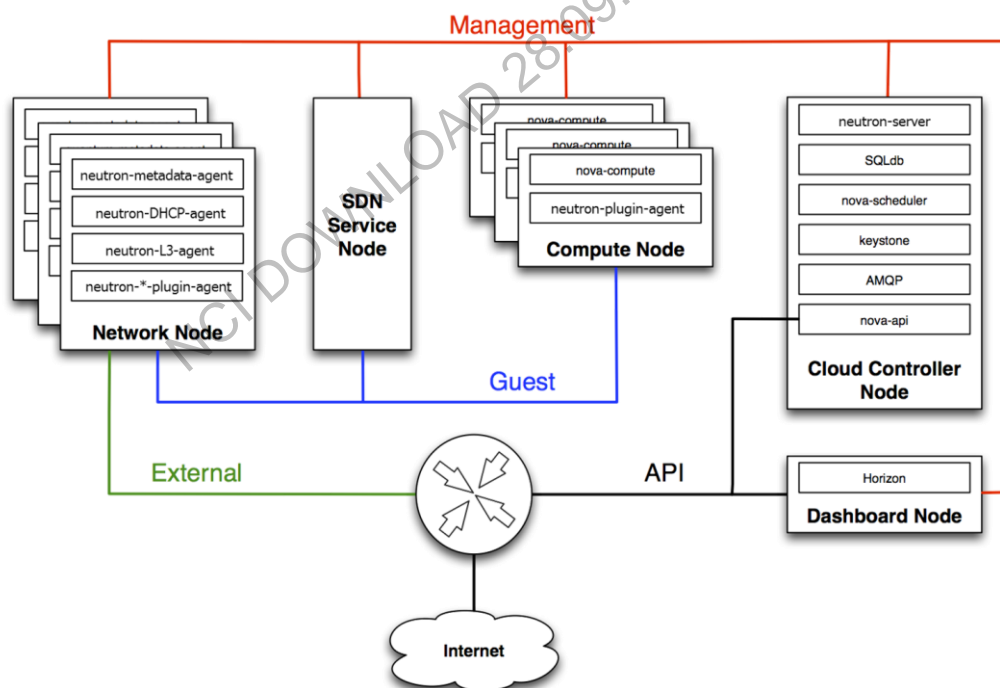 Management
NCI DOWNLOAD 28.09.
neutron-metadata-agent
neutron-DHCP-agent
neutron-L3-agent
neutron-*-plugin-agent
Network Node
SDN
Service
Node
nova-compute
nova-compute
nova-compute
neutron-plugin-agent
Compute Node
neutron-server
SQLdb
nova-scheduler
keystone
AMQP
nova-api
Cloud Controller
Node
Guest
External
API
Horizon
Dashboard Node
Internet